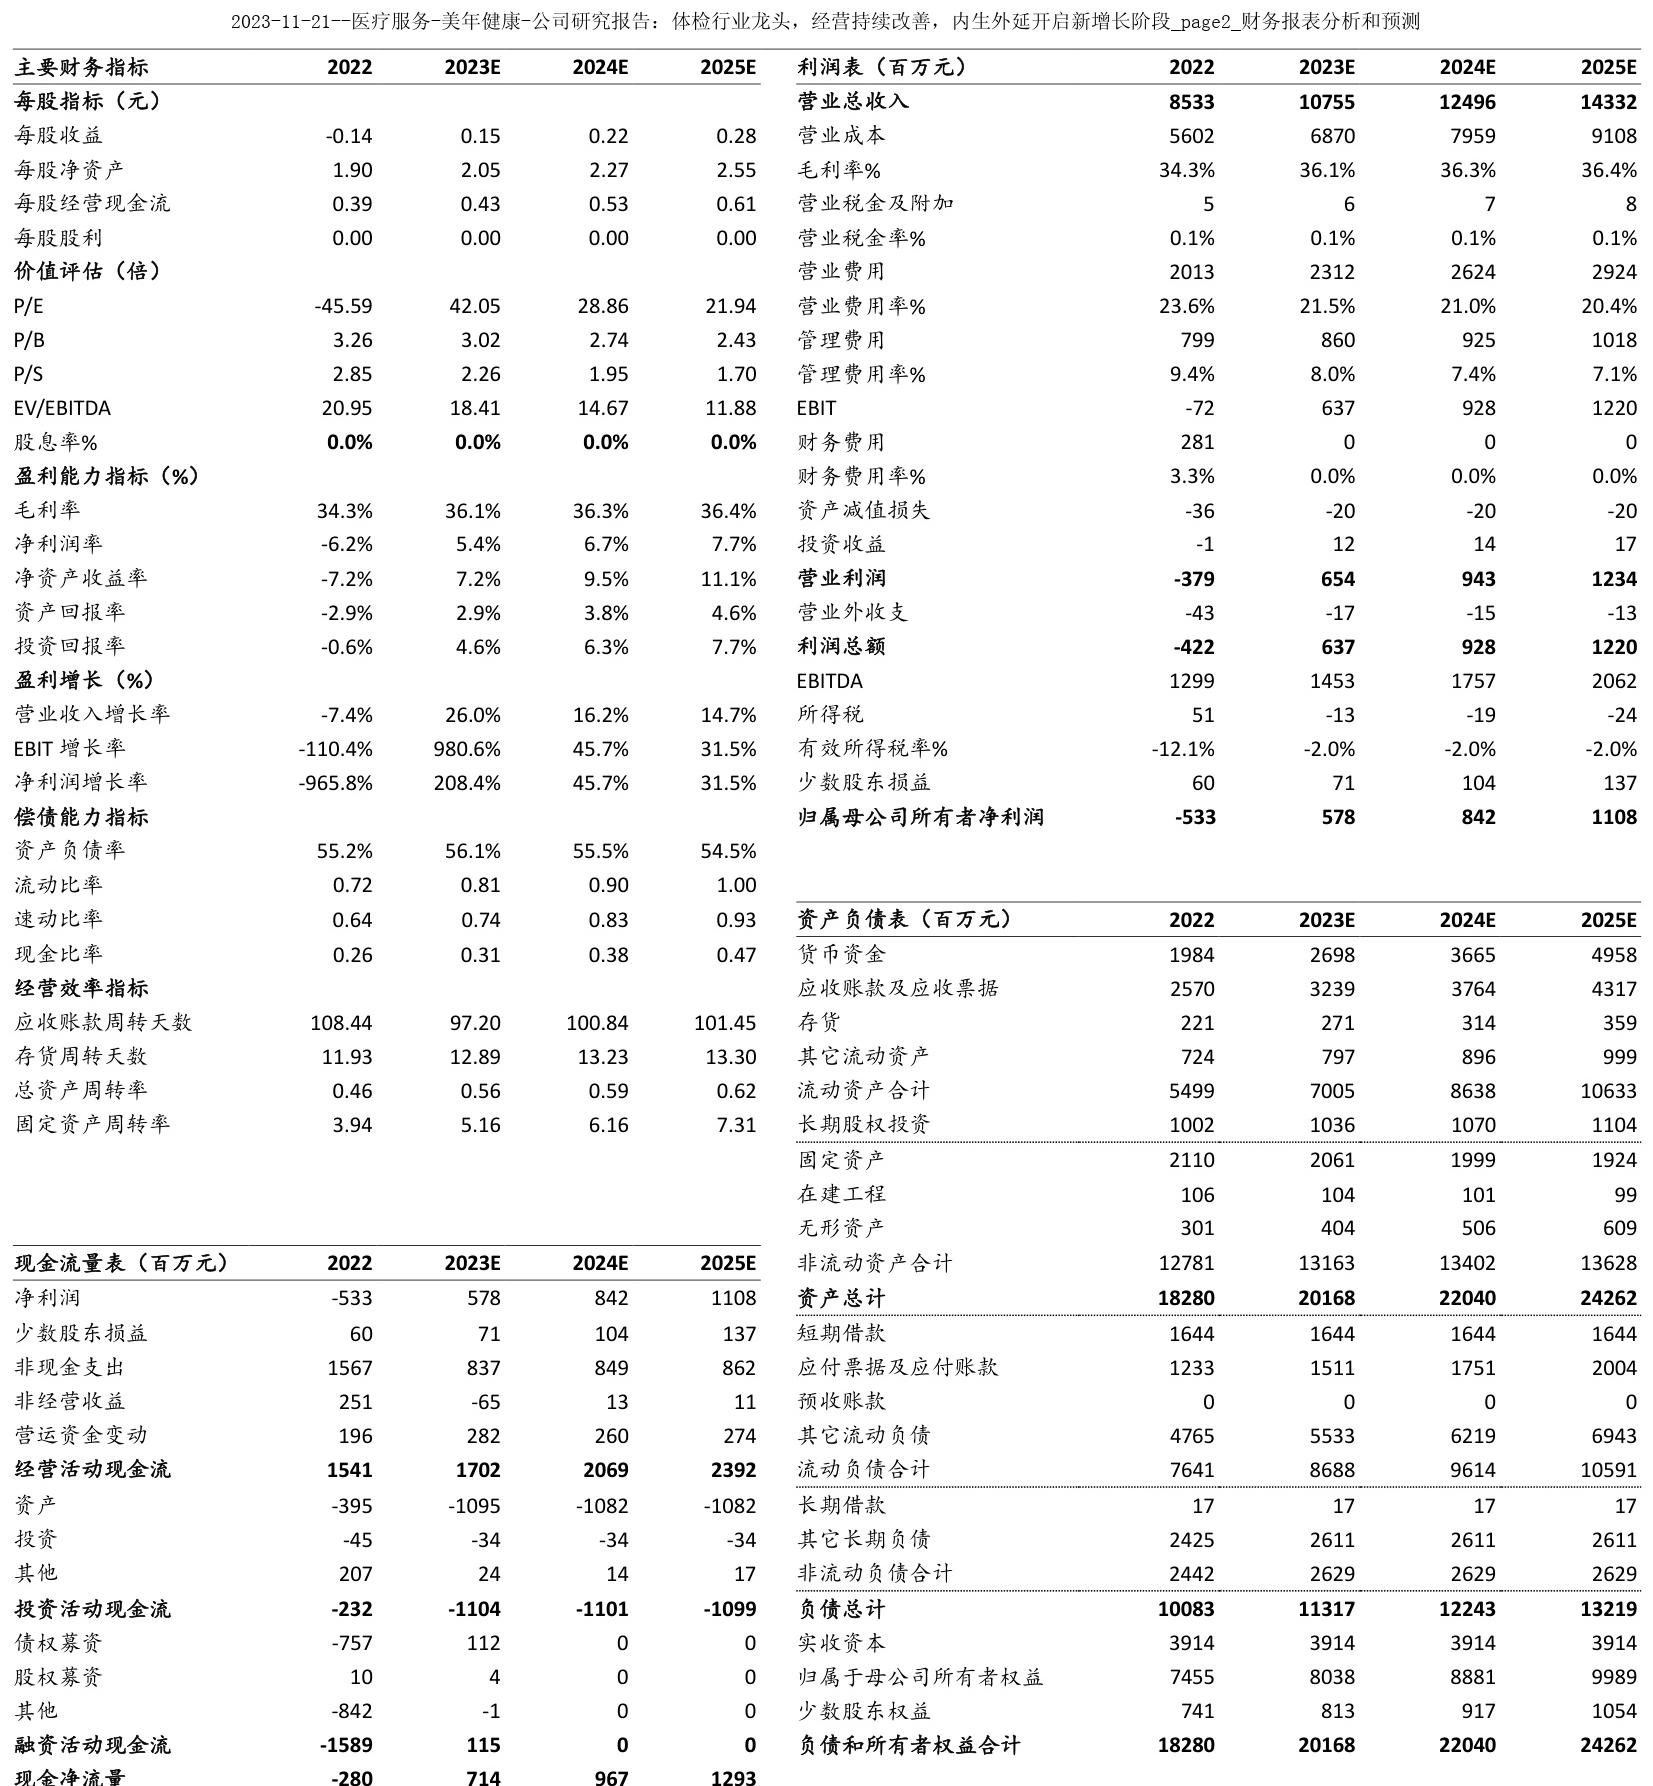 2023-11-21--医疗服务-美年健康-公司研究报告：体检行业龙头，经营持续改善，内生外延开启新增长阶段_page2_财务报表分析和预测
主要财务指标 2022 2023E 2024E 2025E
每股指标（元）
每股收益 -0.14 0.15 0.22 0.28
每股净资产 1.90 2.05 2.27 2.55
每股经营现金流 0.39 0.43 0.53 0.61
每股股利 0.00 0.00 0.00 0.00
价值评估（倍）
P/E -45.59 42.05 28.86 21.94
P/B 3.26 3.02 2.74 2.43
P/S 2.85 2.26 1.95 1.70
EV/EBITDA 20.95 18.41 14.67 11.88
股息率% 0.0% 0.0% 0.0% 0.0%
盈利能力指标（%）
毛利率 34.3% 36.1% 36.3% 36.4%
净利润率 -6.2% 5.4% 6.7% 7.7%
净资产收益率 -7.2% 7.2% 9.5% 11.1%
资产回报率 -2.9% 2.9% 3.8% 4.6%
投资回报率 -0.6% 4.6% 6.3% 7.7%
盈利增长（%）
营业收入增长率 -7.4% 26.0% 16.2% 14.7%
EBIT 增长率 -110.4% 980.6% 45.7% 31.5%
净利润增长率 -965.8% 208.4% 45.7% 31.5%
偿债能力指标
资产负债率 55.2% 56.1% 55.5% 54.5%
流动比率 0.72 0.81 0.90 1.00
速动比率 0.64 0.74 0.83 0.93
现金比率 0.26 0.31 0.38 0.47
经营效率指标
应收账款周转天数 108.44 97.20 100.84 101.45
存货周转天数 11.93 12.89 13.23 13.30
总资产周转率 0.46 0.56 0.59 0.62
固定资产周转率 3.94 5.16 6.16 7.31
现金流量表（百万元） 2022 2023E 2024E 2025E
净利润 -533 578 842 1108
少数股东损益 60 71 104 137
非现金支出 1567 837 849 862
非经营收益 251 -65 13 11
营运资金变动 196 282 260 274
经营活动现金流 1541 1702 2069 2392
资产 -395 -1095 -1082 -1082
投资 -45 -34 -34 -34
其他 207 24 14 17
投资活动现金流 -232 -1104 -1101 -1099
债权募资 -757 112 0 0
股权募资 10 4 0 0
其他 -842 -1 0 0
融资活动现金流 -1589 115 0 0
现金净流量 -280 714 967 1293
利润表（百万元） 2022 2023E 2024E 2025E
营业总收入 8533 10755 12496 14332
营业成本 5602 6870 7959 9108
毛利率% 34.3% 36.1% 36.3% 36.4%
营业税金及附加 5 6 7 8
营业税金率% 0.1% 0.1% 0.1% 0.1%
营业费用 2013 2312 2624 2924
营业费用率% 23.6% 21.5% 21.0% 20.4%
管理费用 799 860 925 1018
管理费用率% 9.4% 8.0% 7.4% 7.1%
EBIT -72 637 928 1220
财务费用 281 0 0 0
财务费用率% 3.3% 0.0% 0.0% 0.0%
资产减值损失 -36 -20 -20 -20
投资收益 -1 12 14 17
营业利润 -379 654 943 1234
营业外收支 -43 -17 -15 -13
利润总额 -422 637 928 1220
EBITDA 1299 1453 1757 2062
所得税 51 -13 -19 -24
有效所得税率% -12.1% -2.0% -2.0% -2.0%
少数股东损益 60 71 104 137
归属母公司所有者净利润 -533 578 842 1108
资产负债表（百万元） 2022 2023E 2024E 2025E
货币资金 1984 2698 3665 4958
应收账款及应收票据 2570 3239 3764 4317
存货 221 271 314 359
其它流动资产 724 797 896 999
流动资产合计 5499 7005 8638 10633
长期股权投资 1002 1036 1070 1104
固定资产 2110 2061 1999 1924
在建工程 106 104 101 99
无形资产 301 404 506 609
非流动资产合计 12781 13163 13402 13628
资产总计 18280 20168 22040 24262
短期借款 1644 1644 1644 1644
应付票据及应付账款 1233 1511 1751 2004
预收账款 0 0 0 0
其它流动负债 4765 5533 6219 6943
流动负债合计 7641 8688 9614 10591
长期借款 17 17 17 17
其它长期负债 2425 2611 2611 2611
非流动负债合计 2442 2629 2629 2629
负债总计 10083 11317 12243 13219
实收资本 3914 3914 3914 3914
归属于母公司所有者权益 7455 8038 8881 9989
少数股东权益 741 813 917 1054
负债和所有者权益合计 18280 20168 22040 24262